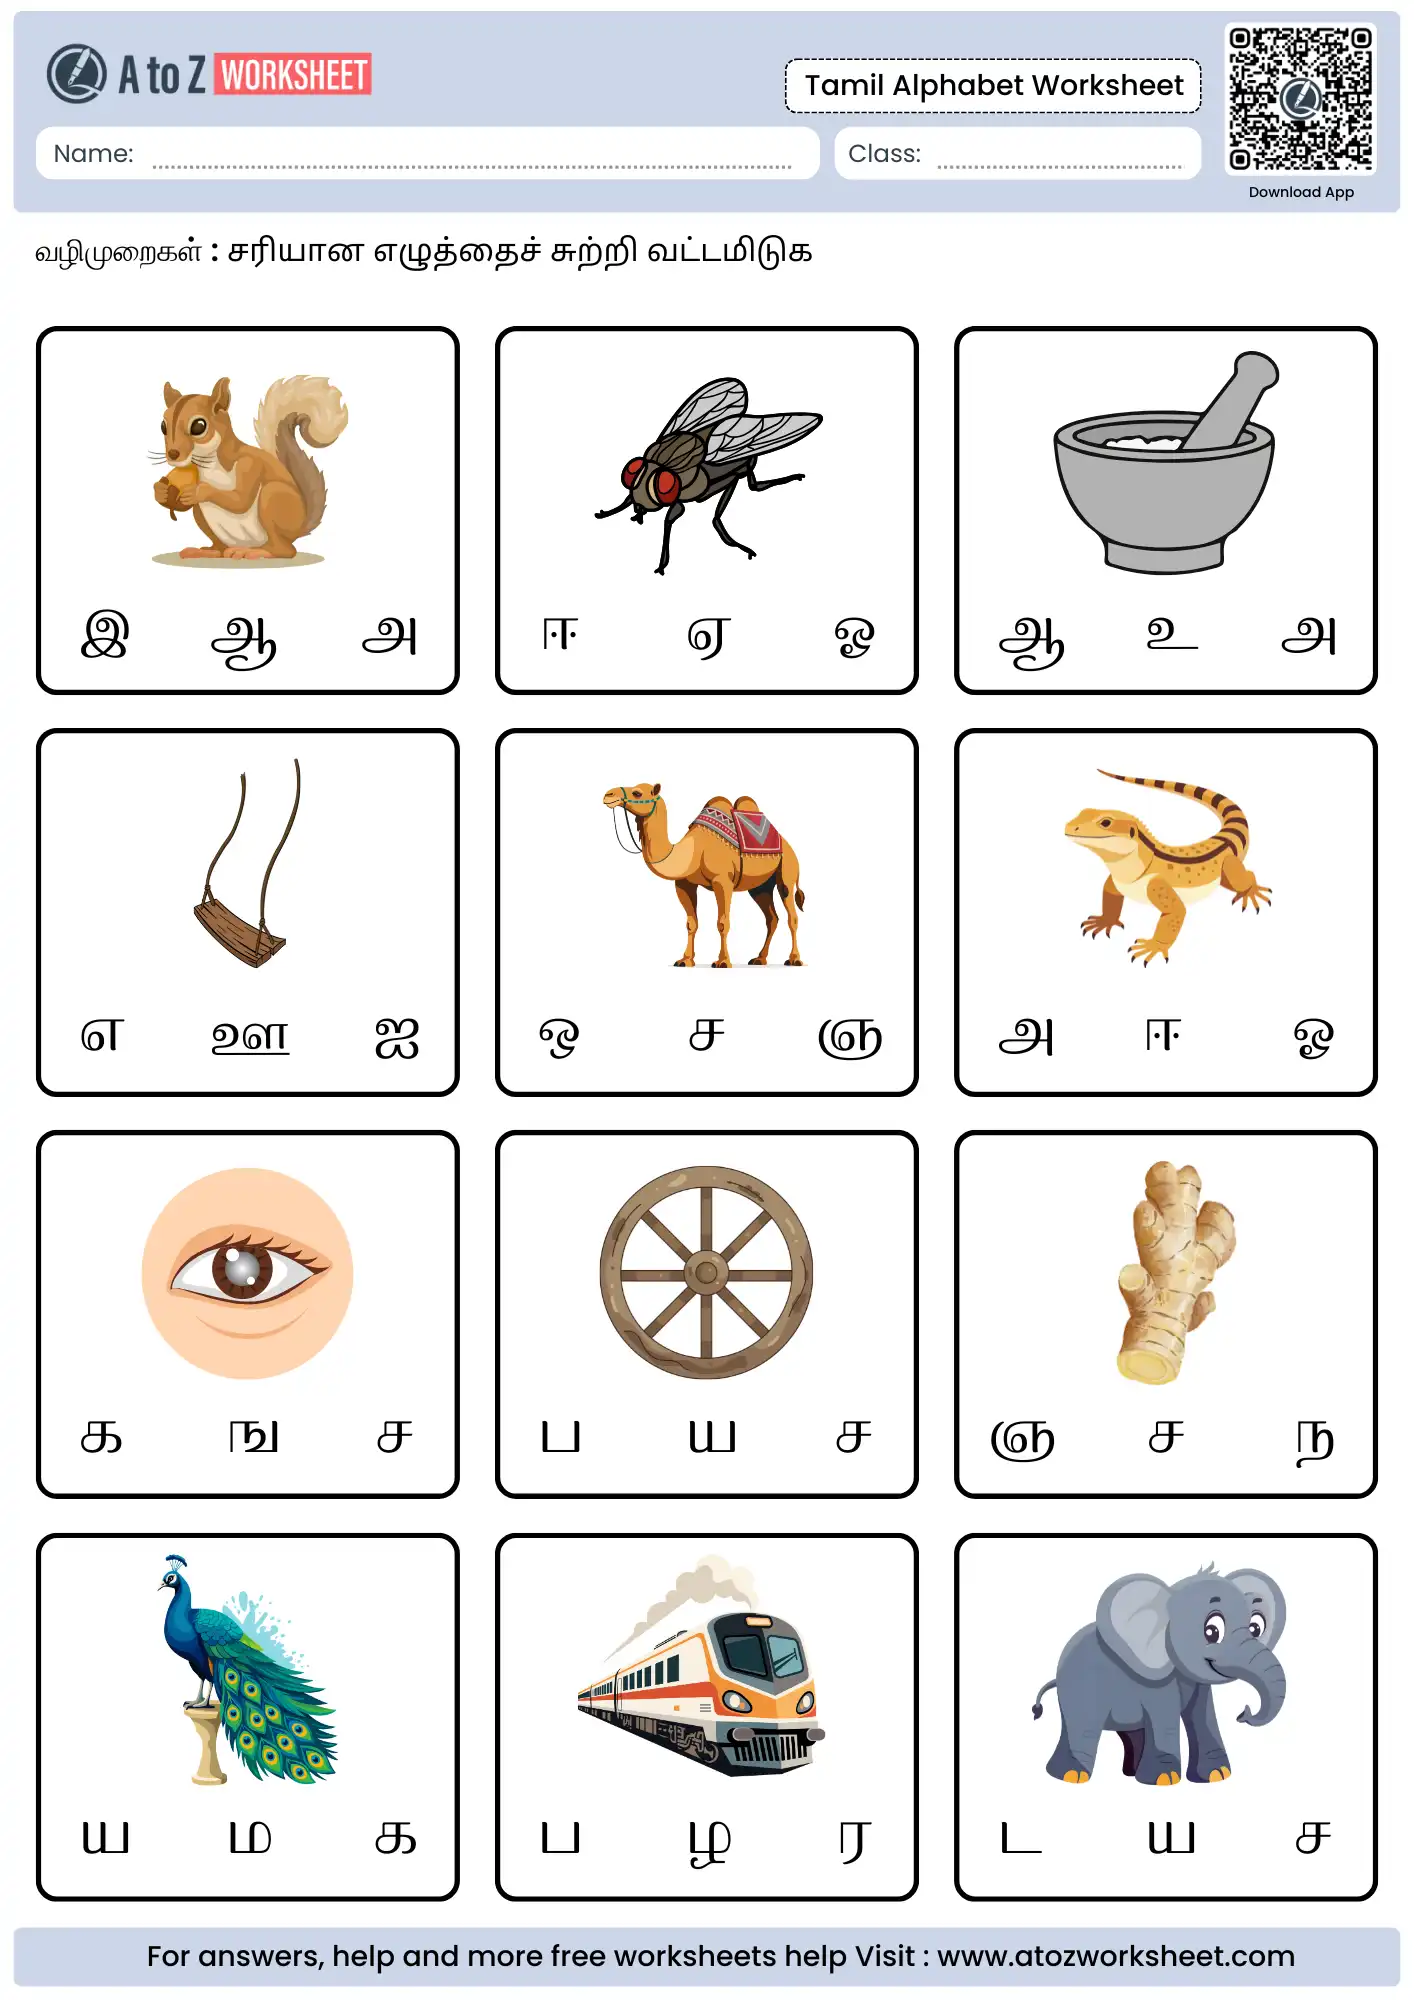 A to Z WORKSHEET
Tamil Alphabet Worksheet
Name:
Class:
Download App
வழிமுறைகள் : சரியான எழுத்தைச் சுற்றி வட்டமிடுக
இ ஆ அ
ஈ ஏ ஓ
ஆ உ அ
எ ஊ ஐ
ஒ ச ஞ
அ ஈ ஓ
க ங ச
ப ய ச
ஞ ச ந
ய ம க
ப ழ ர
ட ய ச
For answers, help and more free worksheets help Visit : www.atozworksheet.com